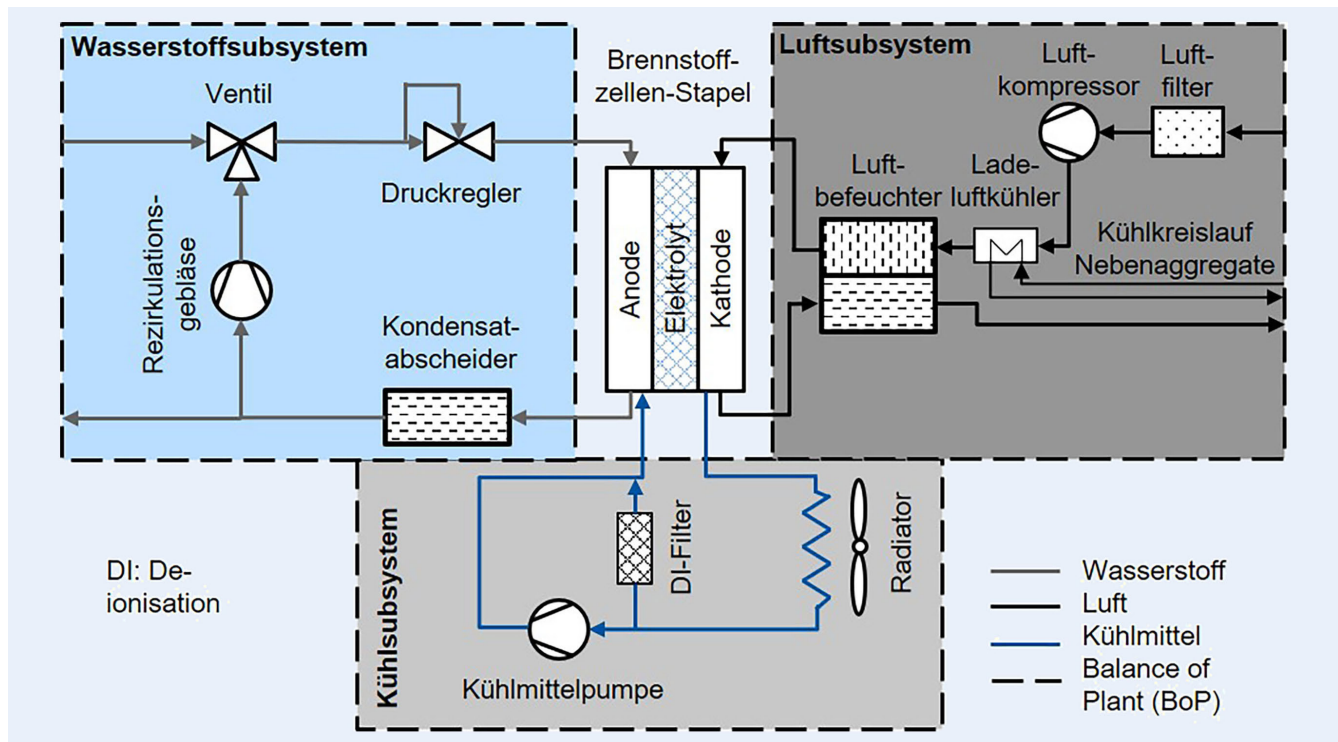 Wasserstoffsubsystem
Ventil
Druckregler
Rezirkulations-
gebläse
Kondensat-
abscheider
Brennstoff-
zellen-Stapel
Anode
Elektrolyt
Kathode
Luftsubsystem
Luft-
kompressor
Luft-
filter
Luft-
befeuchter
Lade-
luftkühler
Kühlkreislauf
Nebenaggregate
Kühlsubsystem
DI-Filter
Radiator
Kühlmittelpumpe
DI: De-
ionisation
Wasserstoff
Luft
Kühlmittel
Balance of
Plant (BoP)